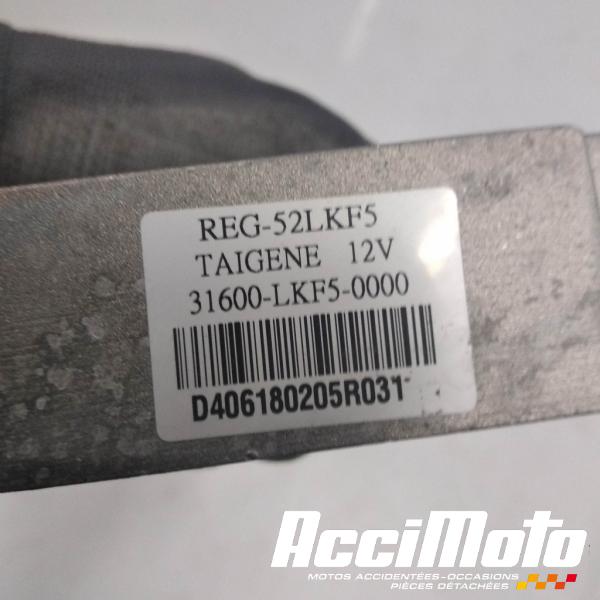 REG-52LKF5
TAIGENE 12V
31600-LKF5-0000
D406180205R031
AcciMoto
MOTOS ACCIDENTÉES-OCCASIONS
PIÈCES DÉTACHÉES